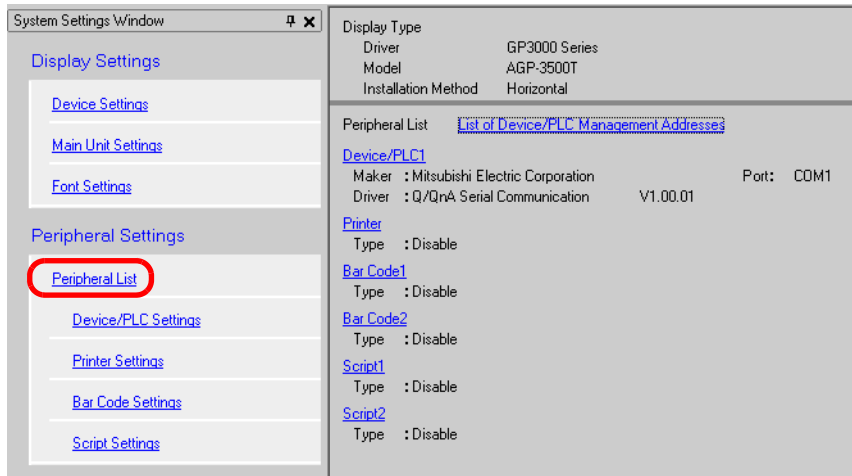 System Settings Window
Display Settings
Device Settings
Main Unit Settings
Font Settings
Peripheral Settings
Peripheral List
Device/PLC Settings
Printer Settings
Bar Code Settings
Script Settings
Display Type
Driver GP3000 Series
Model AGP-3500T
Installation Method Horizontal
Peripheral List List of Device/PLC Management Addresses
Device/PLC1
Maker : Mitsubishi Electric Corporation Port: COM1
Driver : Q/QnA Serial Communication V1.00.01
Printer
Type : Disable
Bar Code1
Type : Disable
Bar Code2
Type : Disable
Script1
Type : Disable
Script2
Type : Disable